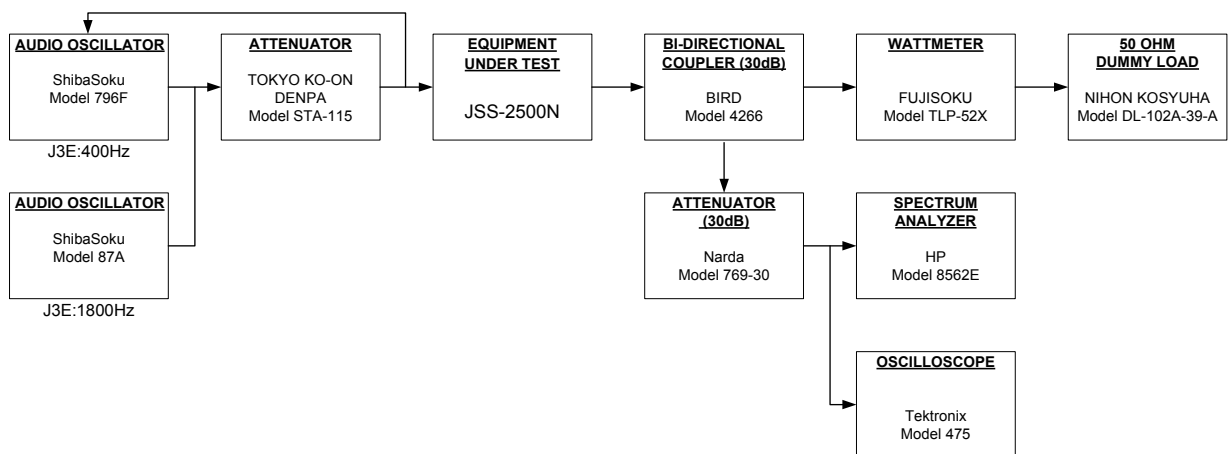 AUDIO OSCILLATOR
ShibaSoku
Model 796F
J3E:400Hz
ATTENUATOR
TOKYO KO-ON
DENPA
Model STA-115
EQUIPMENT
UNDER TEST
JSS-2500N
BI-DIRECTIONAL
COUPLER (30dB)
BIRD
Model 4266
WATTMETER
FUJISOKU
Model TLP-52X
50 OHM
DUMMY LOAD
NIHON KOSYUHA
Model DL-102A-39-A
AUDIO OSCILLATOR
ShibaSoku
Model 87A
J3E:1800Hz
ATTENUATOR
(30dB)
Narda
Model 769-30
SPECTRUM
ANALYZER
HP
Model 8562E
OSCILLOSCOPE
Tektronix
Model 475